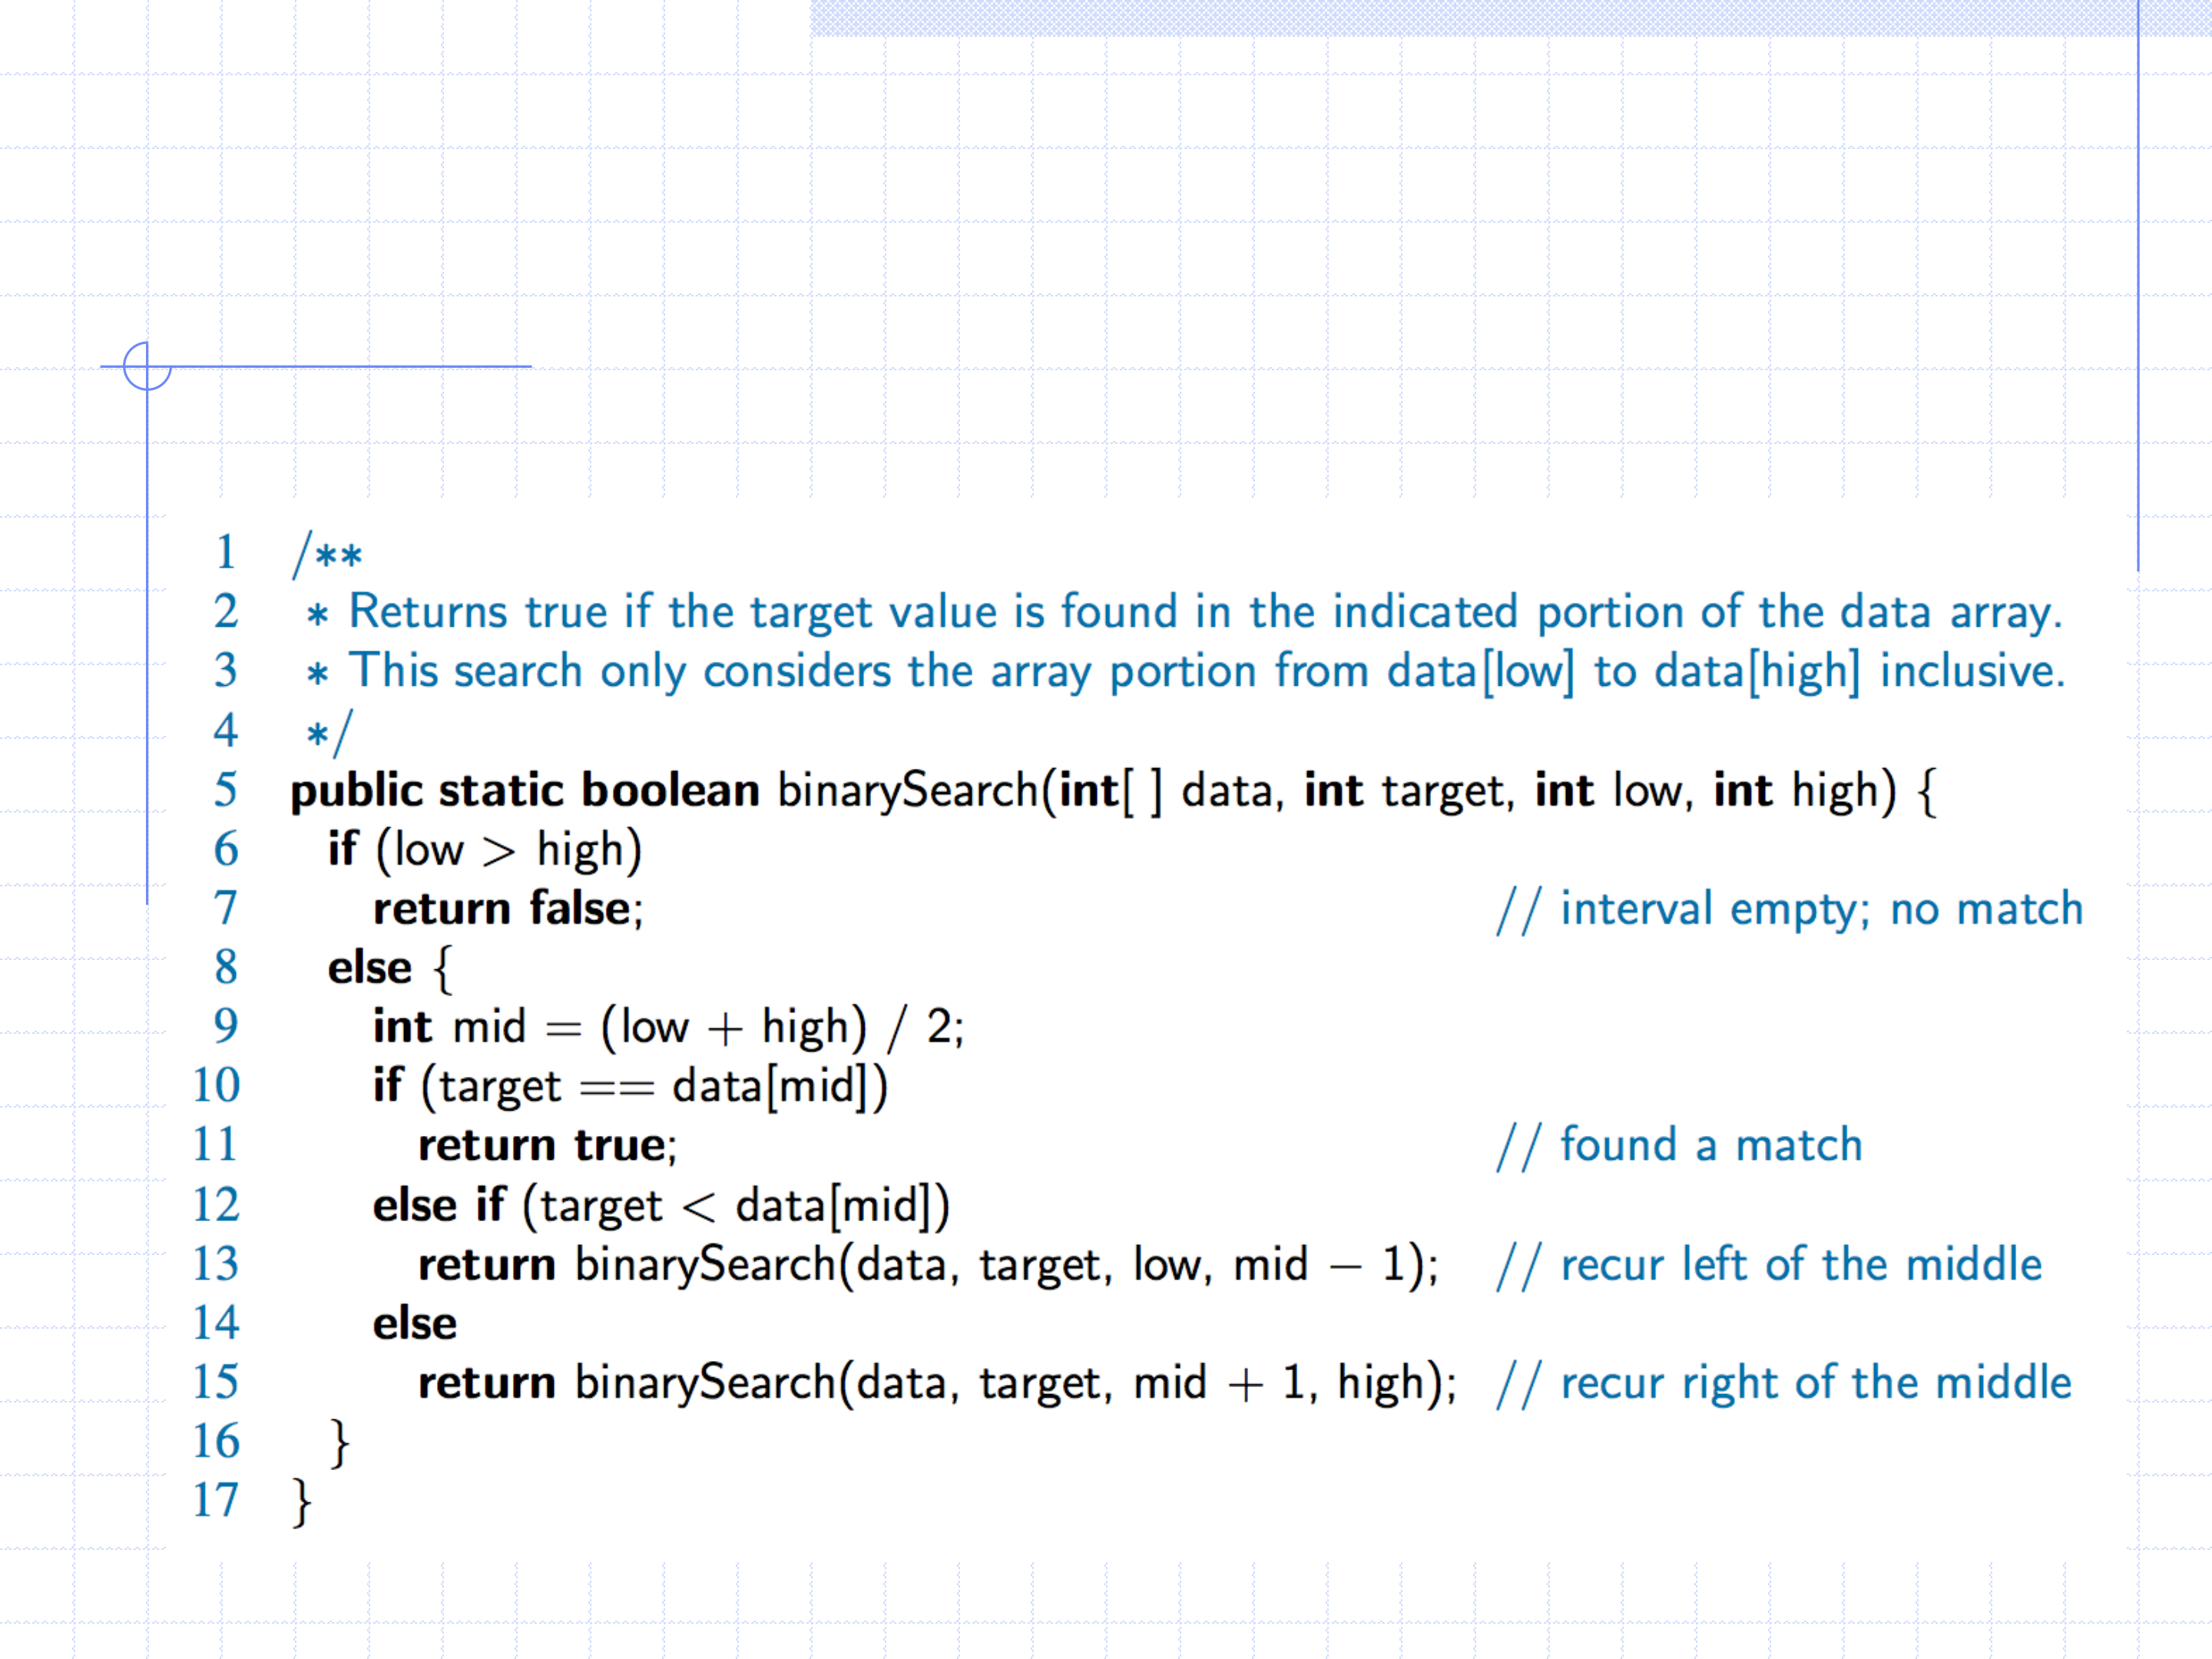 1 /**
2 * Returns true if the target value is found in the indicated portion of the data array.
3 * This search only considers the array portion from data[low] to data[high] inclusive.
4 */
5 public static boolean binarySearch(int[ ] data, int target, int low, int high) {
6 if (low > high)
7 return false; // interval empty; no match
8 else {
9 int mid = (low + high) / 2;
10 if (target == data[mid])
11 return true; // found a match
12 else if (target < data[mid])
13 return binarySearch(data, target, low, mid − 1); // recur left of the middle
14 else
15 return binarySearch(data, target, mid + 1, high); // recur right of the middle
16 }
17 }